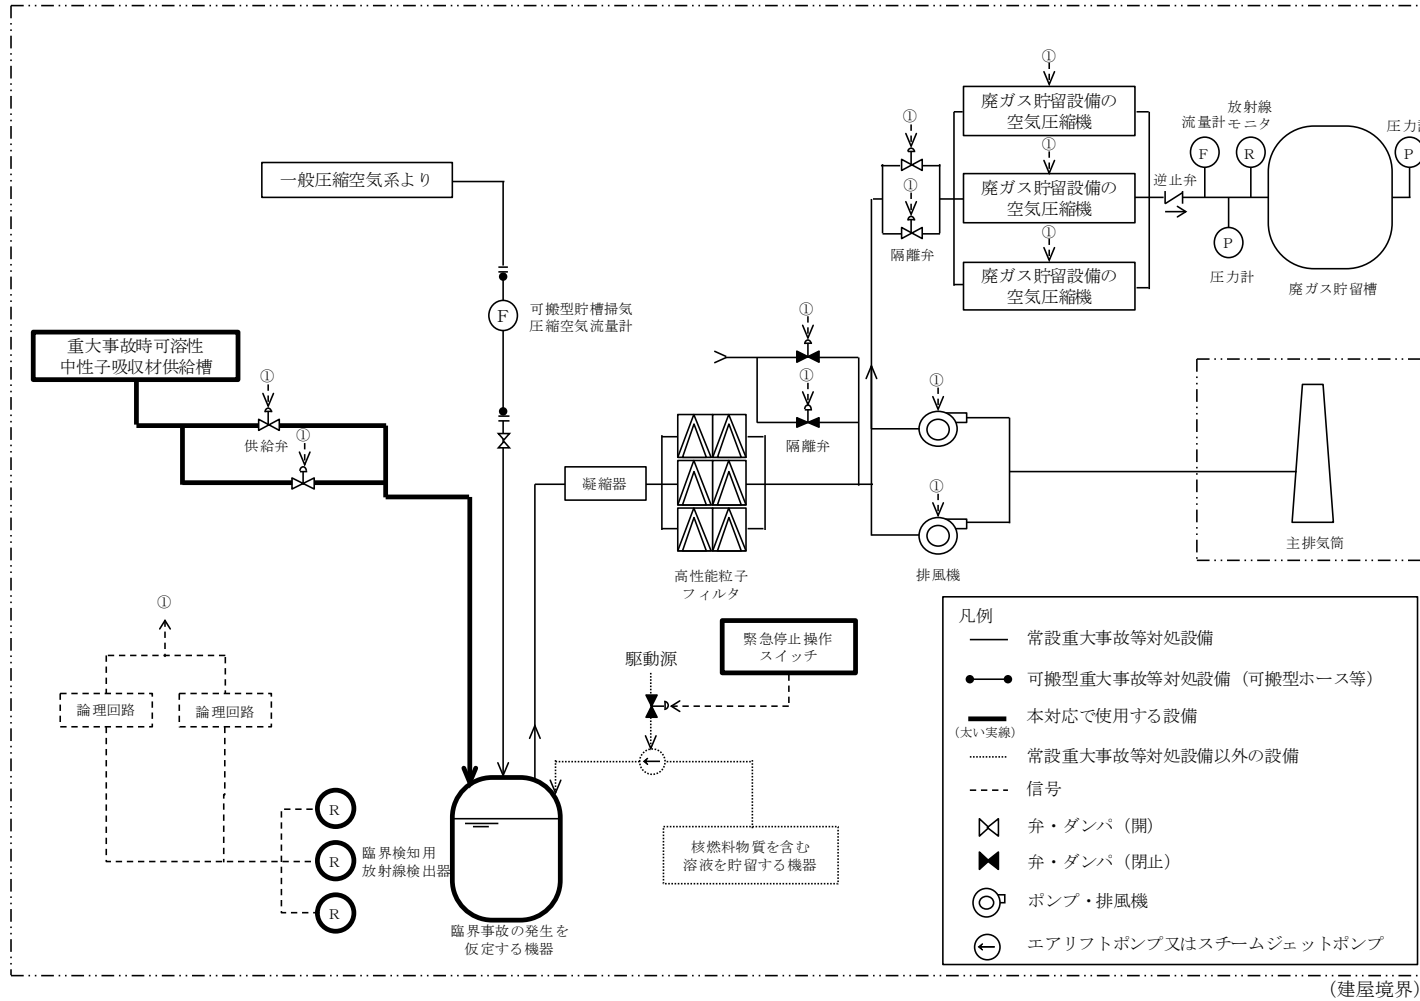 ①
廃ガス貯留設備の
空気圧縮機
放射線
モニタ
流量計
圧力計
①
F
R
P
①
一般圧縮空気系より
逆止弁
廃ガス貯留設備の
空気圧縮機
①
①
P
隔離弁
圧力計
廃ガス貯留設備の
空気圧縮機
廃ガス貯留槽
F
可搬型貯槽掃気
圧縮空気流量計
①
重大事故時可溶性
中性子吸収材供給槽
①
①
①
供給弁
①
隔離弁
凝縮器
①
主排気筒
高性能粒子
フィルタ
排風機
①
凡例
常設重大事故等対処設備
可搬型重大事故等対処設備（可搬型ホース等）
本対応で使用する設備
（太い実線）
常設重大事故等対処設備以外の設備
信号
弁・ダンパ（開）
弁・ダンパ（閉止）
ポンプ・排風機
エアリフトポンプ又はスチームジェットポンプ
緊急停止操作
スイッチ
駆動源
論理回路
論理回路
R
R
R
臨界検知用
放射線検出器
核燃料物質を含む
溶液を貯留する機器
臨界事故の発生を
仮定する機器
（建屋境界）